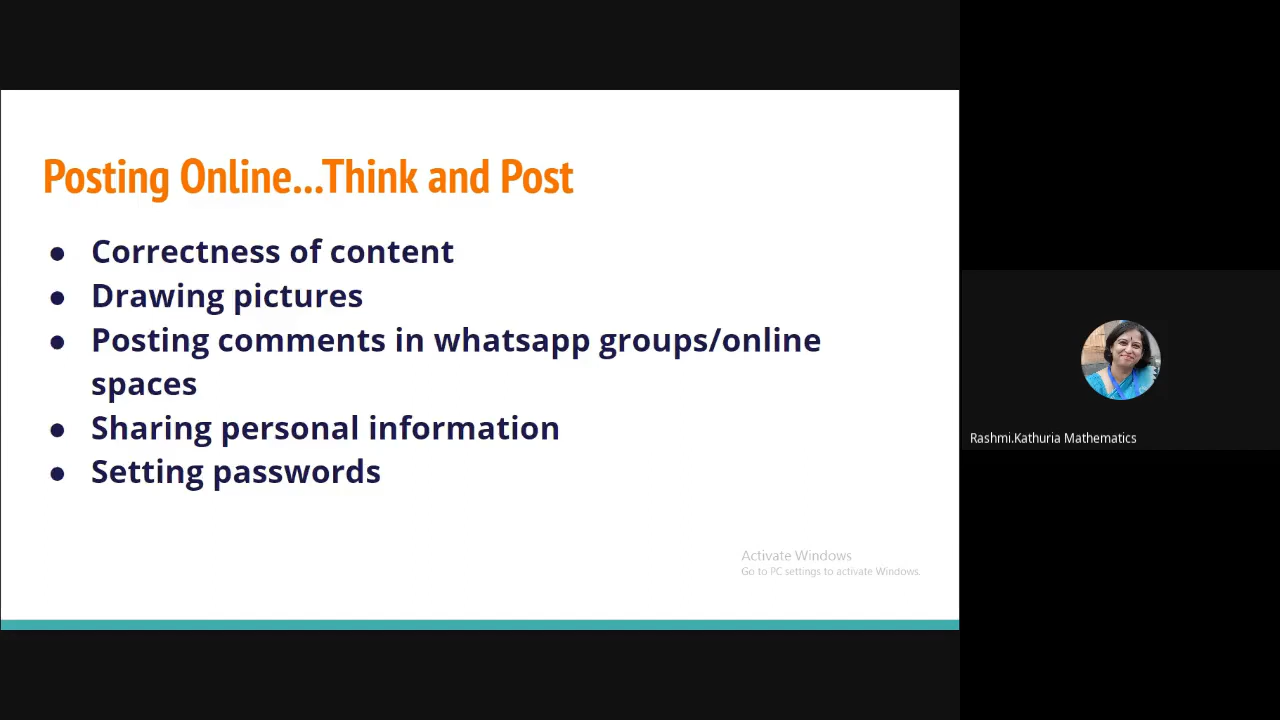 Posting Online...Think and Post
● Correctness of content
● Drawing pictures
● Posting comments in whatsapp groups/online
spaces
● Sharing personal information
● Setting passwords
Activate Windows
Go to PC settings to activate Windows.
Rashmi.Kathuria Mathematics